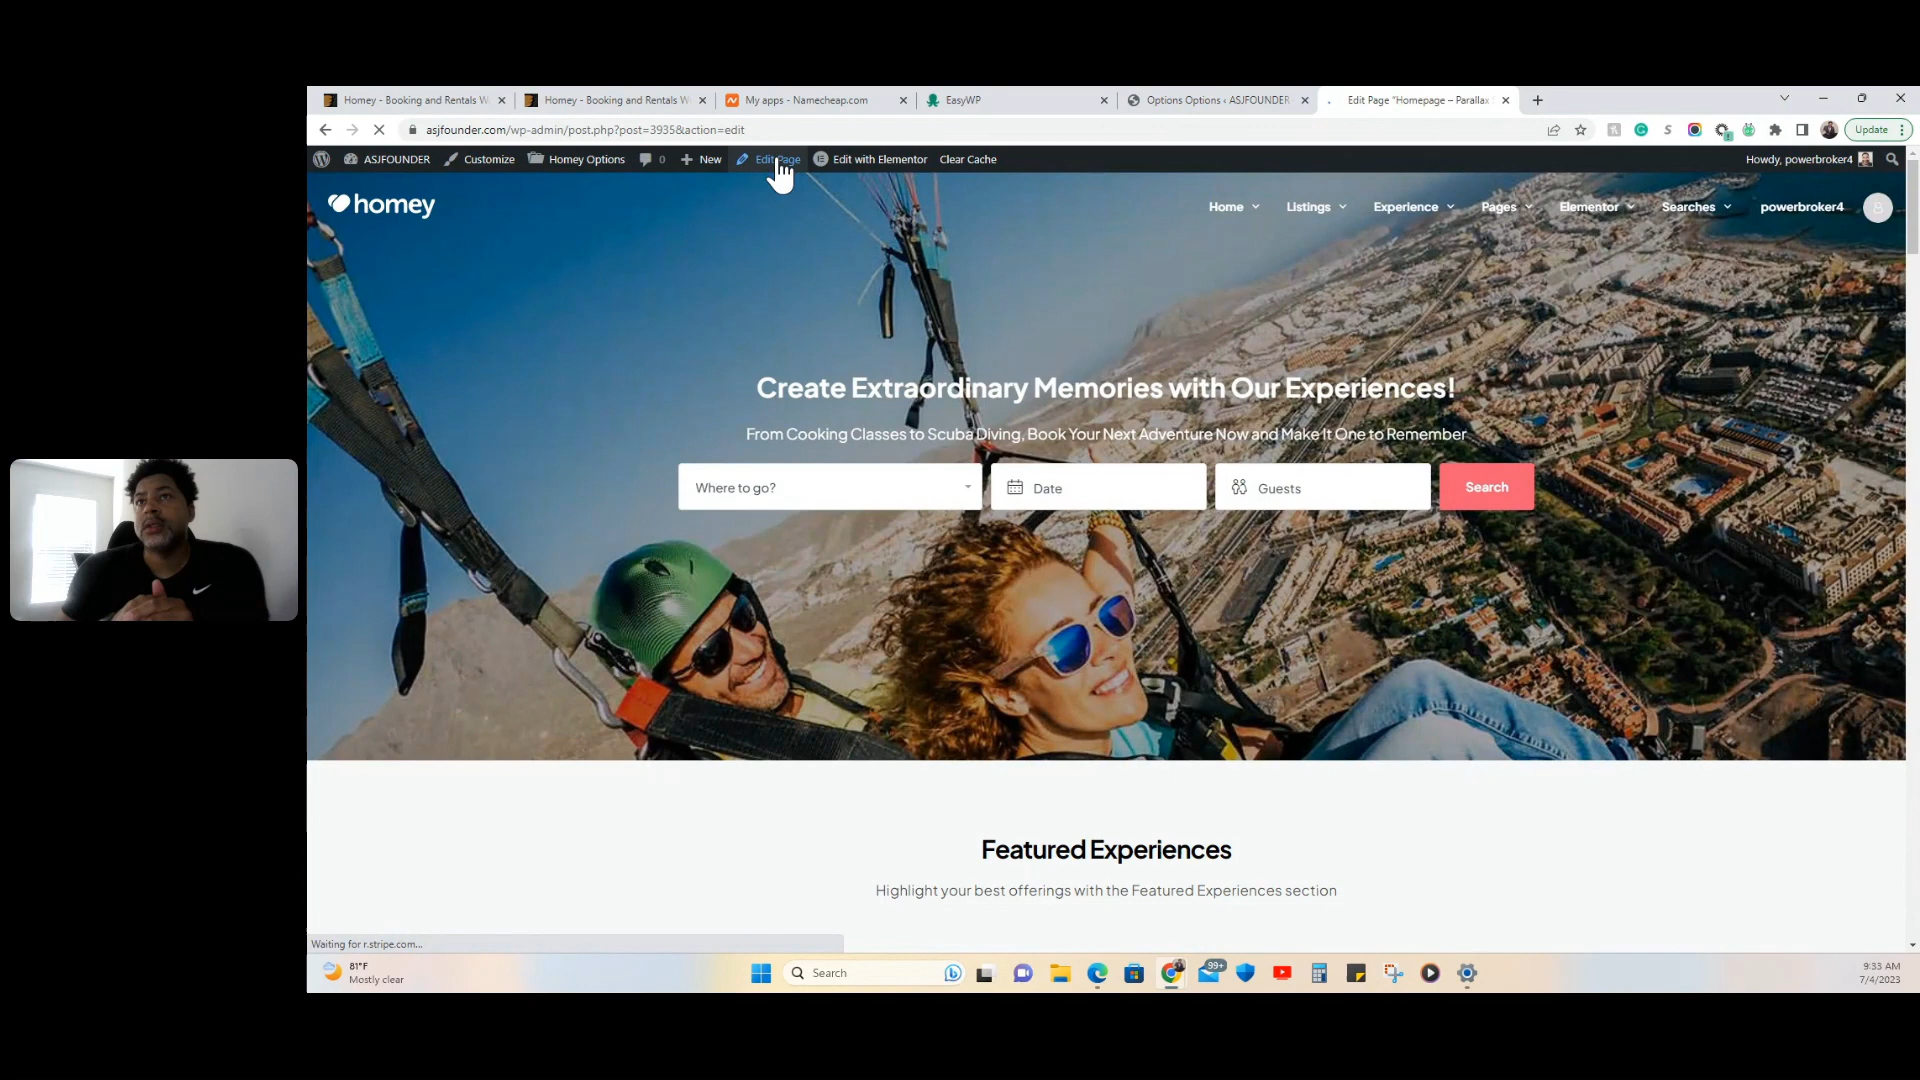 Homey - Booking and Rentals W
Homey - Booking and Rentals W
My apps - Namecheap.com
EasyWP
Options Options ‹ ASJFOUNDER
Edit Page "Homepage – Parallax
asjfounder.com/wp-admin/post.php?post=3935&action=edit
Update
ASJFOUNDER
Customize
Homey Options
0
New
Edit Page
Edit with Elementor
Clear Cache
Howdy, powerbroker4
homey
Home
Listings
Experience
Pages
Elementor
Searches
powerbroker4
Create Extraordinary Memories with Our Experiences!
From Cooking Classes to Scuba Diving, Book Your Next Adventure Now and Make It One to Remember
Where to go?
Date
Guests
Search
Featured Experiences
Highlight your best offerings with the Featured Experiences section
Waiting for r.stripe.com...
81°F
Mostly clear
Search
99+
9:33 AM
7/4/2023